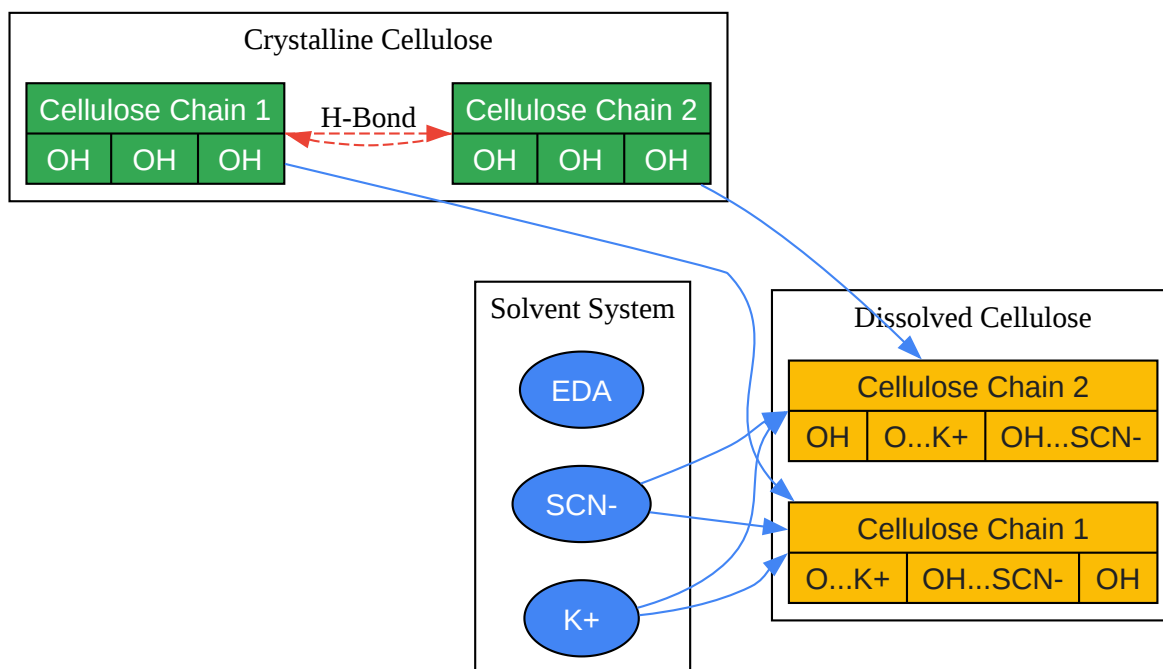 Crystalline Cellulose
Cellulose Chain 1
H-Bond
Cellulose Chain 2
OH OH OH
OH OH OH
Solvent System
EDA
SCN-
K+
Dissolved Cellulose
Cellulose Chain 2
OH O...K+ OH...SCN-
Cellulose Chain 1
O...K+ OH...SCN- OH